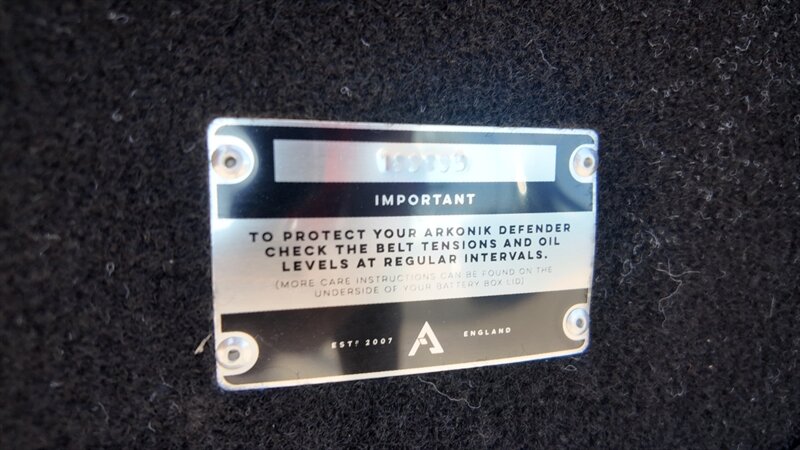 IMPORTANT
TO PROTECT YOUR ARKONIK DEFENDER
CHECK THE BELT TENSIONS AND OIL
LEVELS AT REGULAR INTERVALS.
(MORE CARE INSTRUCTIONS CAN BE FOUND ON THE
UNDERSIDE OF YOUR BATTERY BOX LID)
ESTD 2007 A ENGLAND